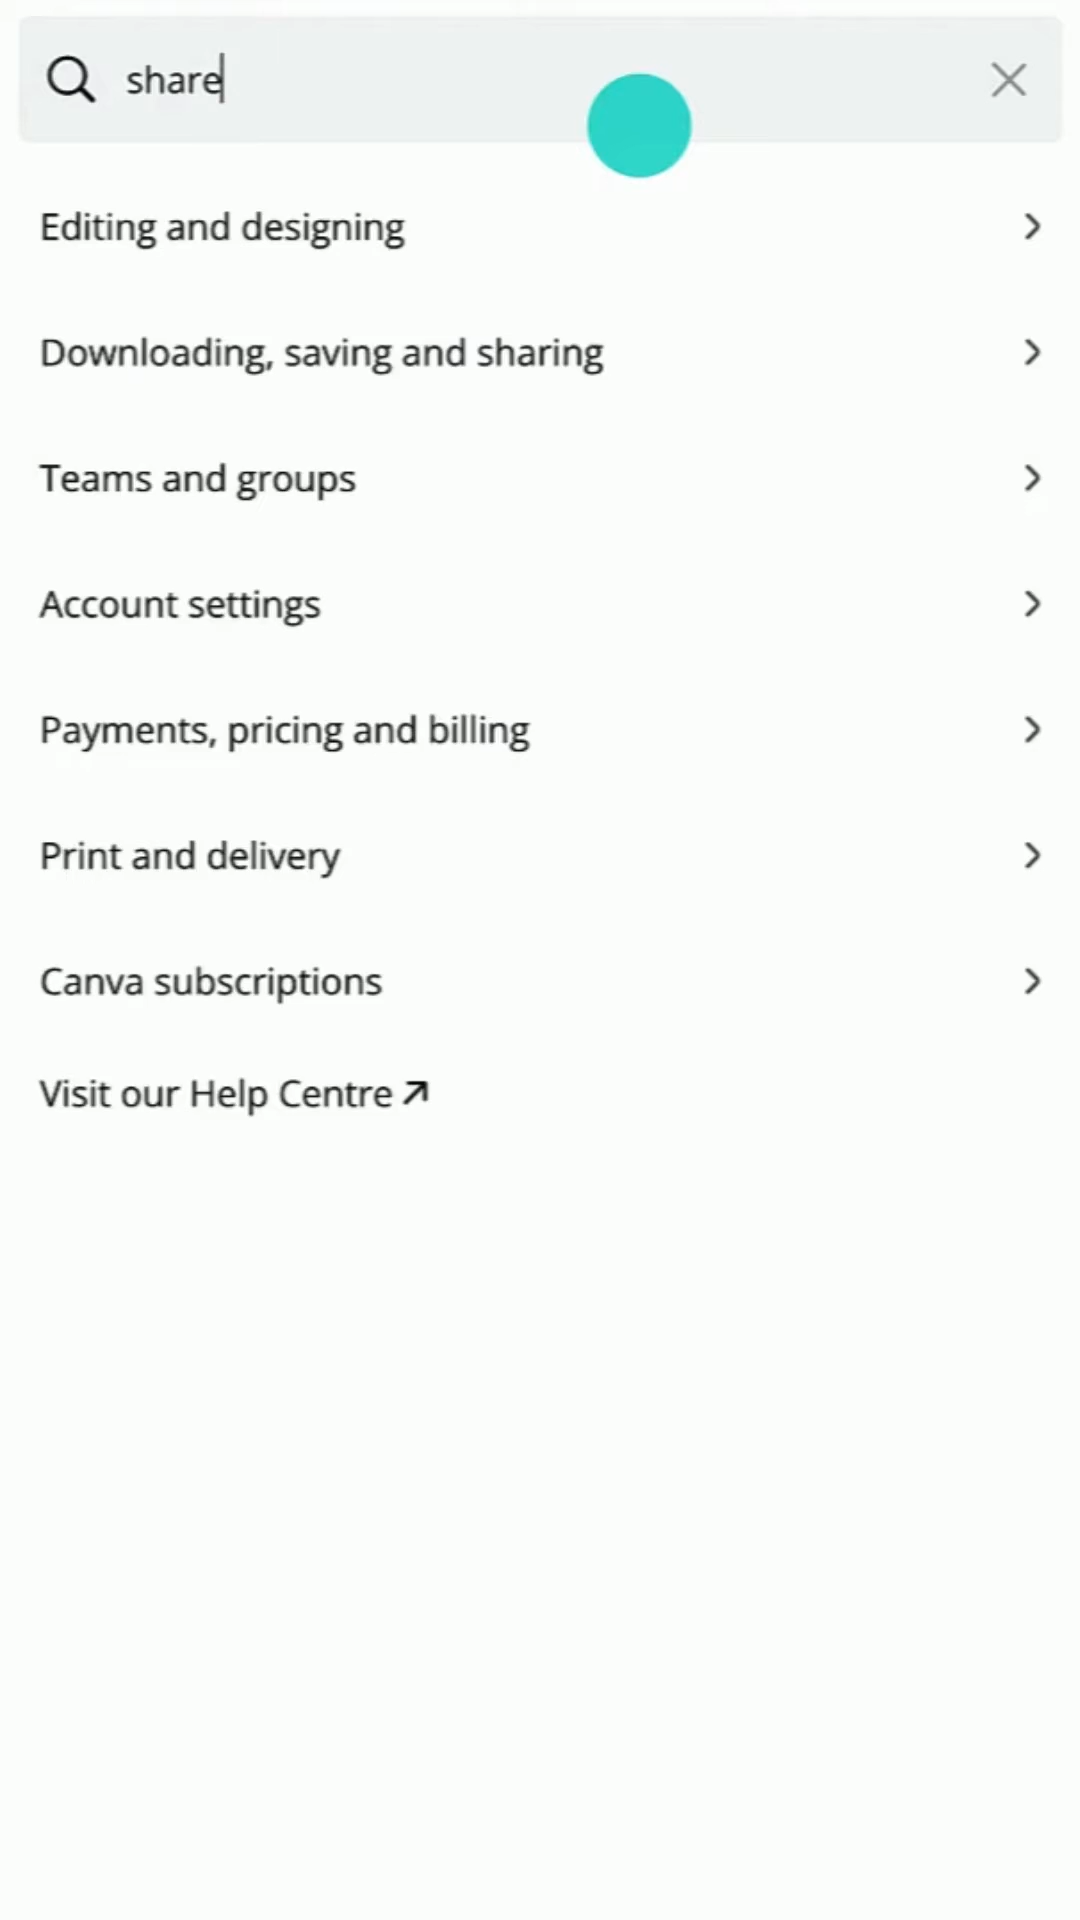 share
Editing and designing
Downloading, saving and sharing
Teams and groups
Account settings
Payments, pricing and billing
Print and delivery
Canva subscriptions
Visit our Help Centre